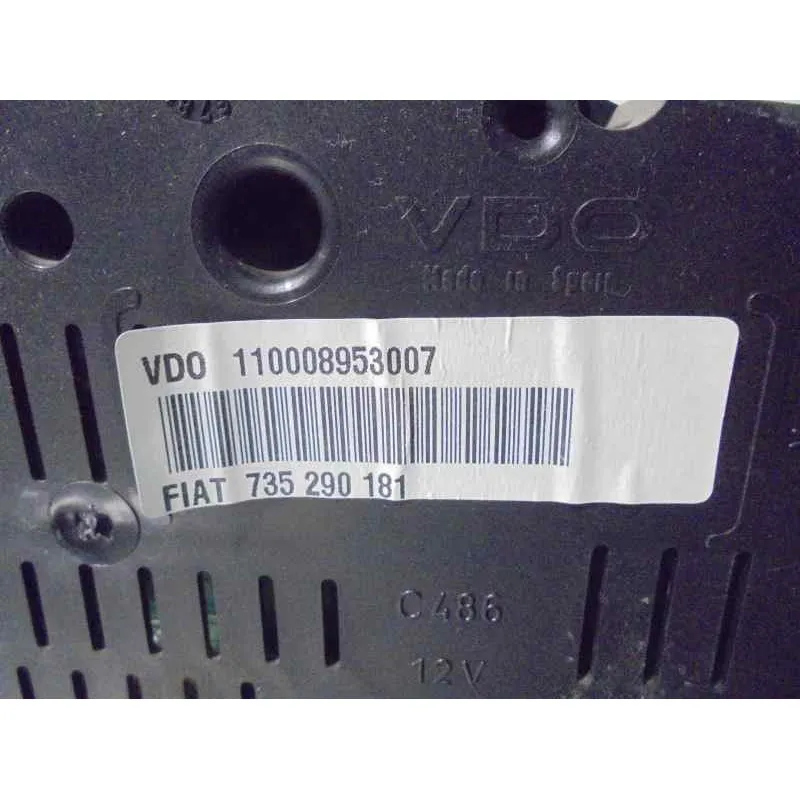 VDO
Made in Spain
VDO 110008953007
FIAT 735 290 181
C486
12V